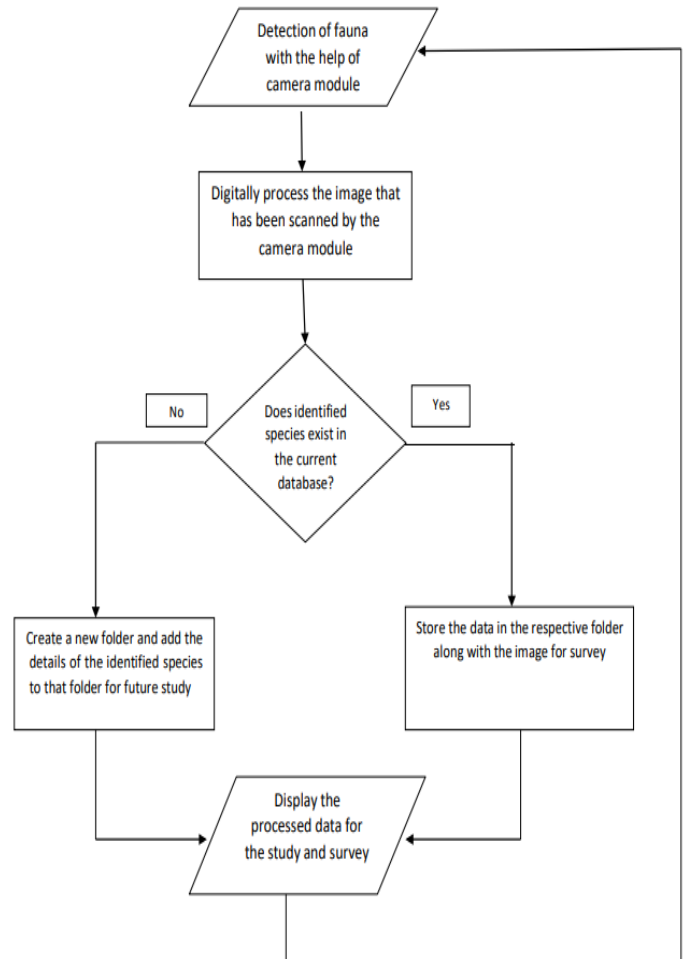 Detection of fauna
with the help of
camera module
Digitally process the image that
has been scanned by the
camera module
No
Does identified
species exist in
the current
database?
Yes
Create a new folder and add the
details of the identified species
to that folder for future study
Store the data in the respective folder
along with the image for survey
Display the
processed data for
the study and survey